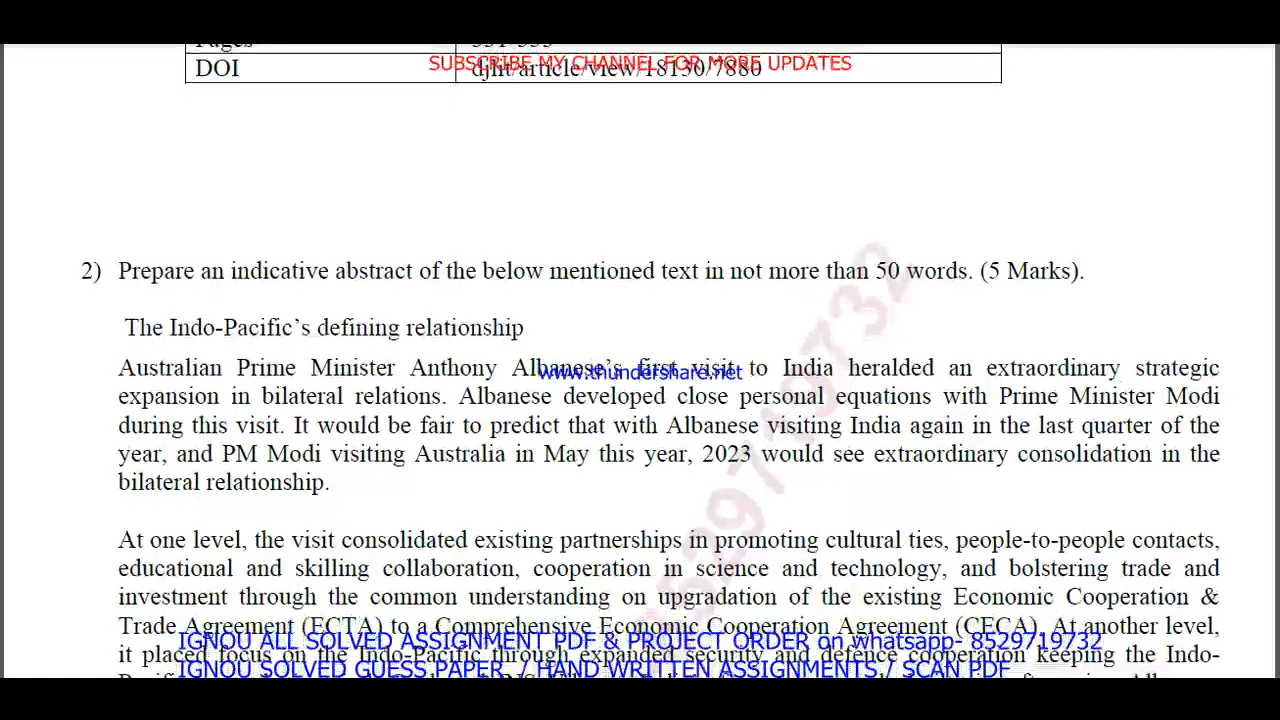 Pages 551-555
SUBSCRIBE MY CHANNEL FOR MORE UPDATES
DOI djlit/article/view/18130/7880
2) Prepare an indicative abstract of the below mentioned text in not more than 50 words. (5 Marks).
The Indo-Pacific's defining relationship
Australian Prime Minister Anthony Albanese's first visit to India heralded an extraordinary strategic
www.thundershare.net
expansion in bilateral relations. Albanese developed close personal equations with Prime Minister Modi
during this visit. It would be fair to predict that with Albanese visiting India again in the last quarter of the
year, and PM Modi visiting Australia in May this year, 2023 would see extraordinary consolidation in the
bilateral relationship.
8529719732
At one level, the visit consolidated existing partnerships in promoting cultural ties, people-to-people contacts,
educational and skilling collaboration, cooperation in science and technology, and bolstering trade and
investment through the common understanding on upgradation of the existing Economic Cooperation &
Trade Agreement (ECTA) to a Comprehensive Economic Cooperation Agreement (CECA). At another level,
IGNOU ALL SOLVED ASSIGNMENT PDF & PROJECT ORDER on whatsapp- 8529719732
it placed focus on the Indo-Pacific through expanded security and defence cooperation keeping the Indo-
IGNOU SOLVED GUESS PAPER / HAND WRITTEN ASSIGNMENTS / SCAN PDF